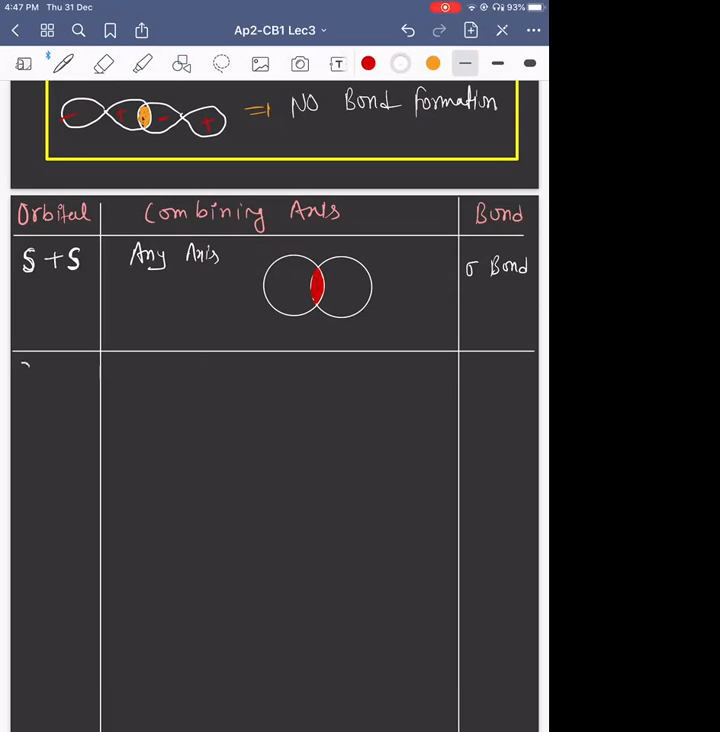 4:47 PM Thu 31 Dec 93%
Ap2-CB1 Lec3
T
- + - + ⇒ NO Bond formation
Orbital Combining Axis Bond
S + S Any Axis σ Bond